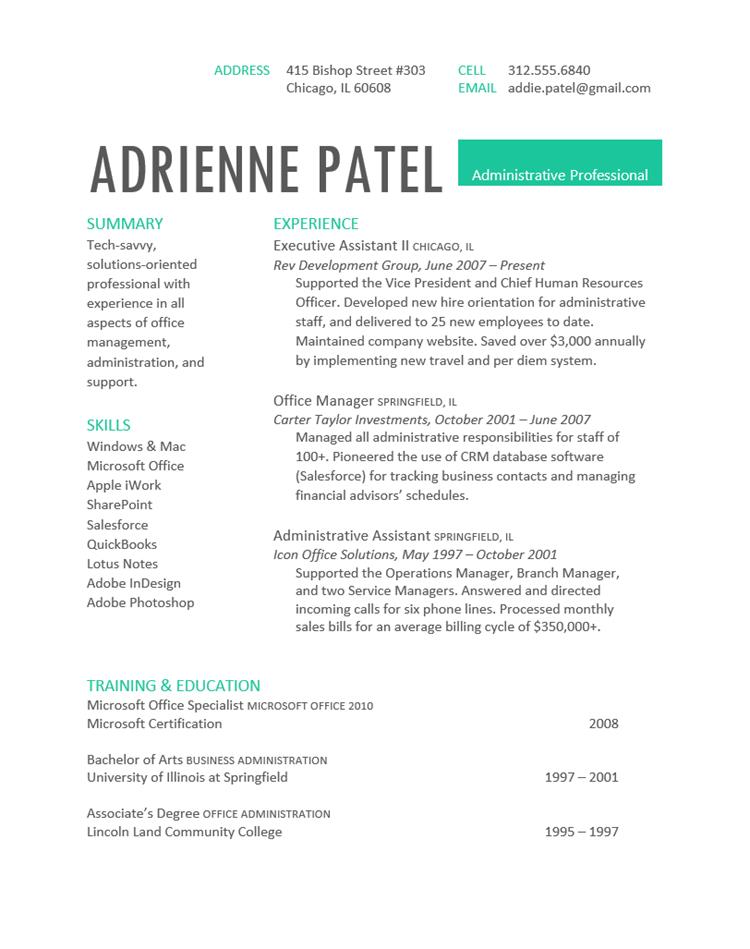 ADDRESS 415 Bishop Street #303
Chicago, IL 60608
CELL 312.555.6840
EMAIL addie.patel@gmail.com
ADRIENNE PATEL
Administrative Professional
SUMMARY
Tech-savvy,
solutions-oriented
professional with
experience in all
aspects of office
management,
administration, and
support.
SKILLS
Windows & Mac
Microsoft Office
Apple iWork
SharePoint
Salesforce
QuickBooks
Lotus Notes
Adobe InDesign
Adobe Photoshop
EXPERIENCE
Executive Assistant II CHICAGO, IL
Rev Development Group, June 2007 – Present
Supported the Vice President and Chief Human Resources
Officer. Developed new hire orientation for administrative
staff, and delivered to 25 new employees to date.
Maintained company website. Saved over $3,000 annually
by implementing new travel and per diem system.
Office Manager SPRINGFIELD, IL
Carter Taylor Investments, October 2001 – June 2007
Managed all administrative responsibilities for staff of
100+. Pioneered the use of CRM database software
(Salesforce) for tracking business contacts and managing
financial advisors’ schedules.
Administrative Assistant SPRINGFIELD, IL
Icon Office Solutions, May 1997 – October 2001
Supported the Operations Manager, Branch Manager,
and two Service Managers. Answered and directed
incoming calls for six phone lines. Processed monthly
sales bills for an average billing cycle of $350,000+.
TRAINING & EDUCATION
Microsoft Office Specialist MICROSOFT OFFICE 2010
Microsoft Certification 2008
Bachelor of Arts BUSINESS ADMINISTRATION
University of Illinois at Springfield 1997 – 2001
Associate’s Degree OFFICE ADMINISTRATION
Lincoln Land Community College 1995 – 1997